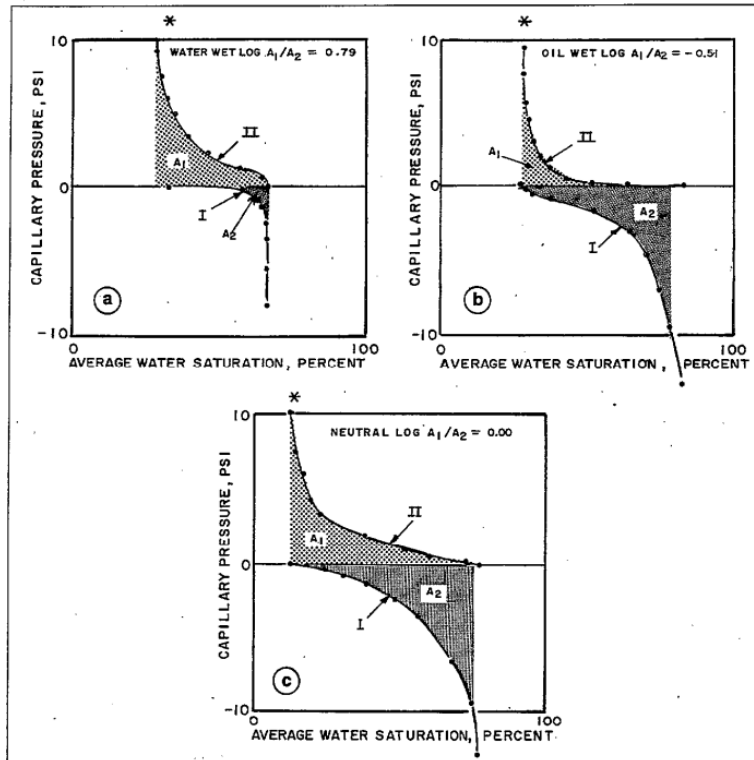 *
*
10
WATER WET LOG A1/A2 = 0.79
CAPILLARY PRESSURE, PSI
II
A1
0
I
A2
a
-10
0
100
AVERAGE WATER SATURATION, PERCENT
10
OIL WET LOG A1/A2 = -0.51
CAPILLARY PRESSURE, PSI
II
A1
0
A2
I
b
-10
0
100
AVERAGE WATER SATURATION, PERCENT
*
10
NEUTRAL LOG A1/A2 = 0.00
CAPILLARY PRESSURE, PSI
II
A1
0
A2
I
c
-10
0
100
AVERAGE WATER SATURATION, PERCENT